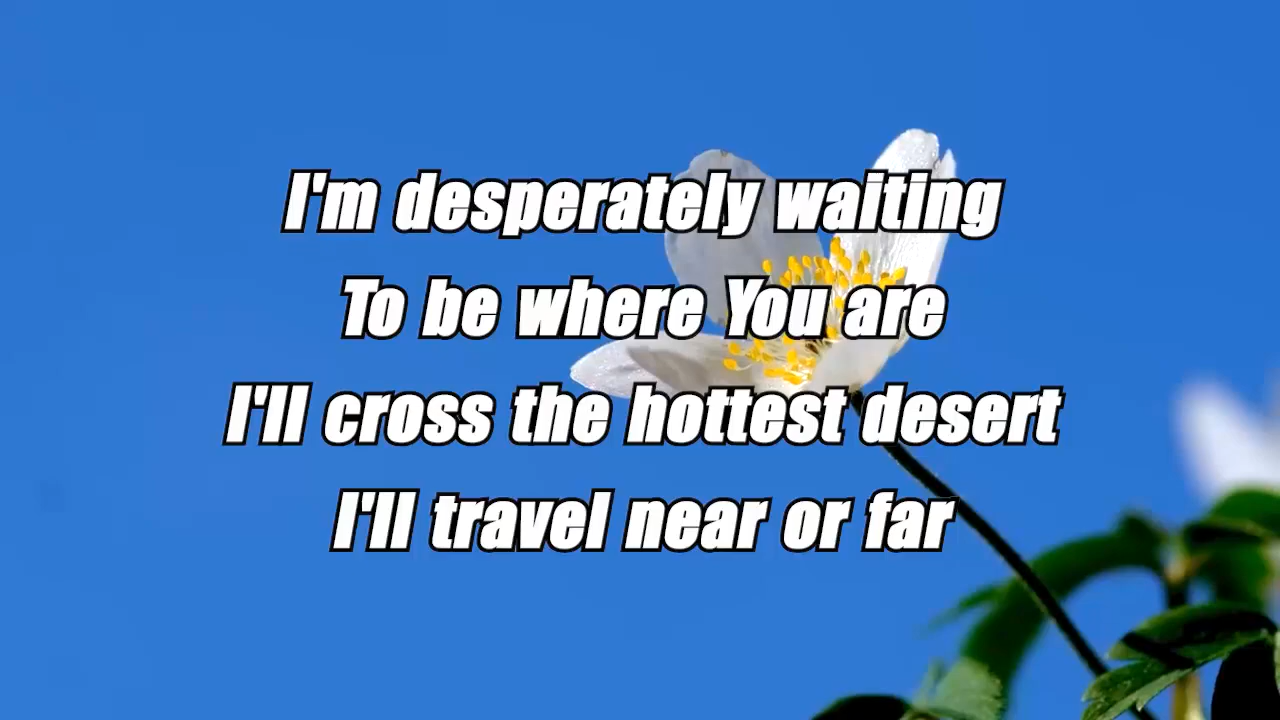 I'm desperately waiting
To be where You are
I'll cross the hottest desert
I'll travel near or far